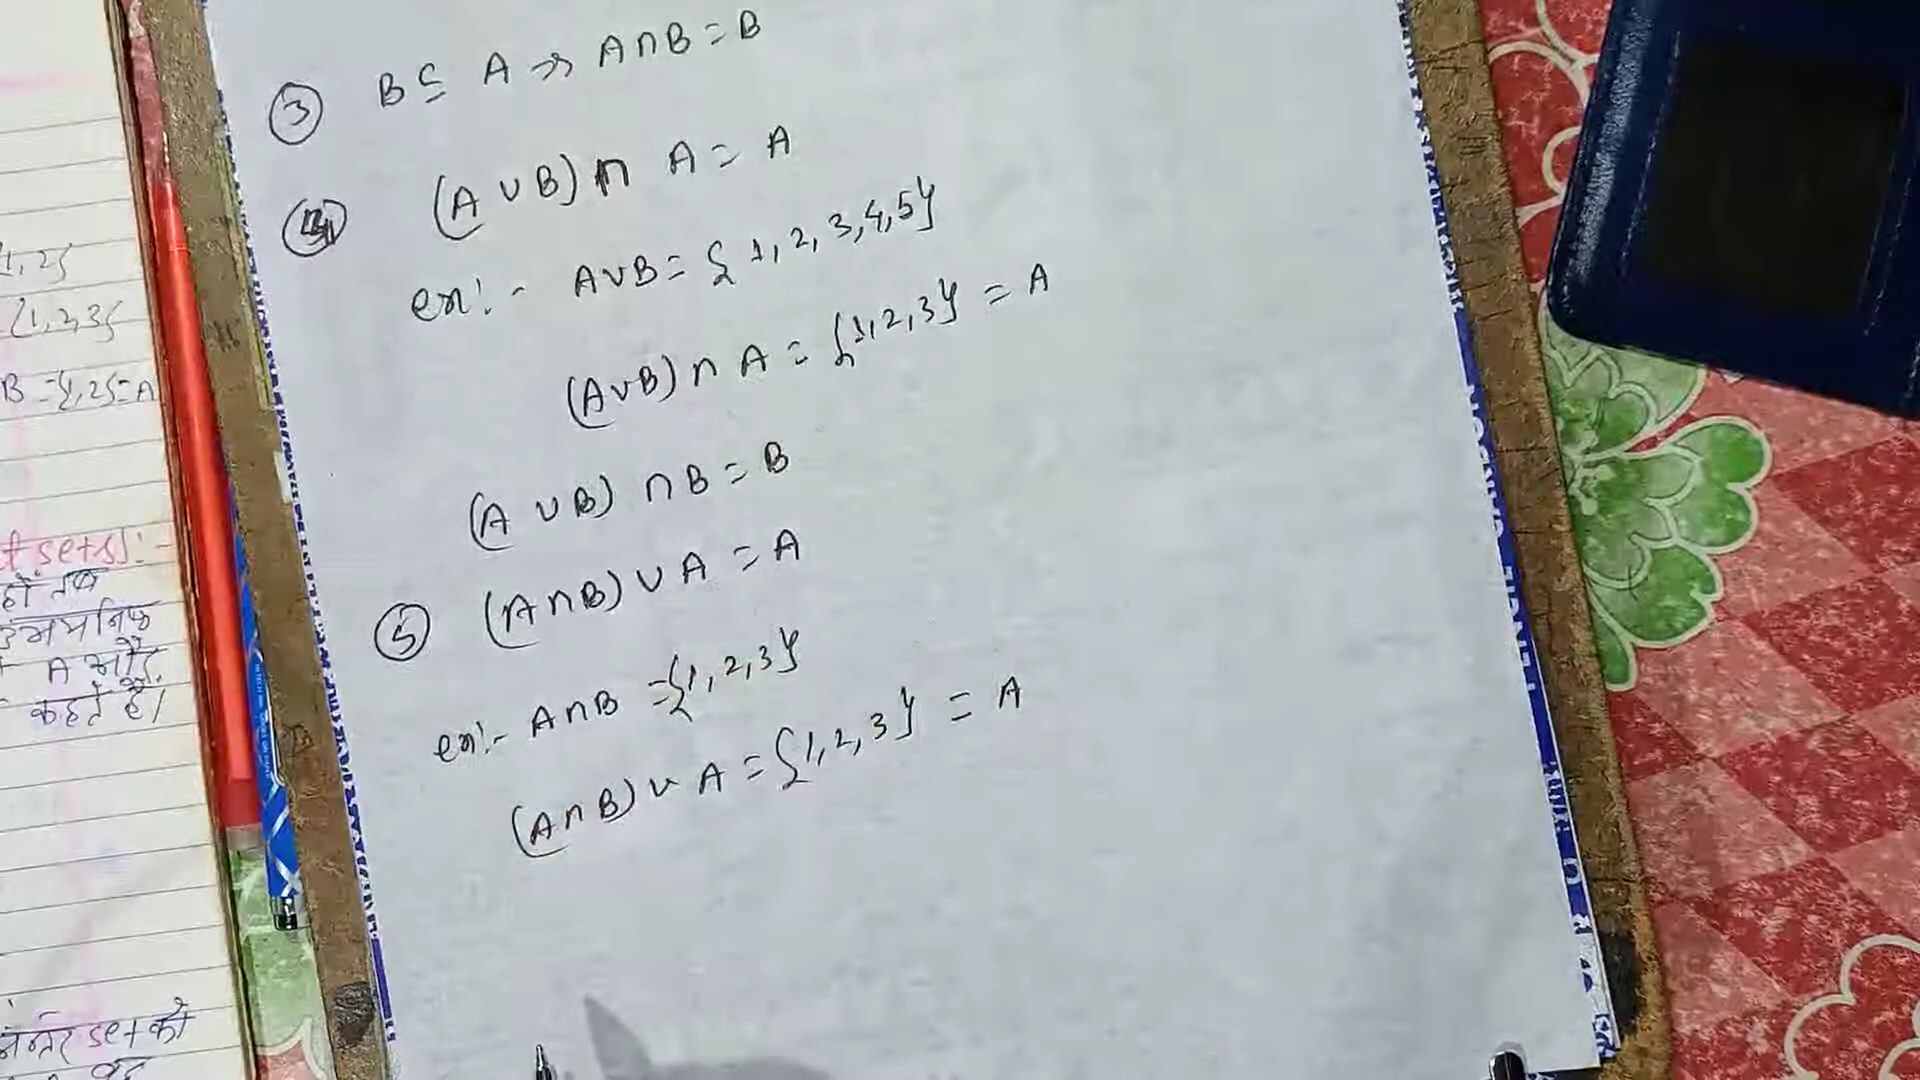 ③ B ⊆ A → A∩B = B
④ (A ∪ B) ∩ A = A
ex:- A∪B = { 1, 2, 3, 4, 5}
(A∪B) ∩ A = {1, 2, 3} = A
(A ∪ B) ∩ B = B
⑤ (A∩B) ∪ A = A
ex:- A∩B = {1, 2, 3}
(A∩B) ∪ A = {1, 2, 3} = A
1, 2}
{1, 2, 3}
B = {1, 2} = A
sets):-
हो तब
A और
कहते है।
set को